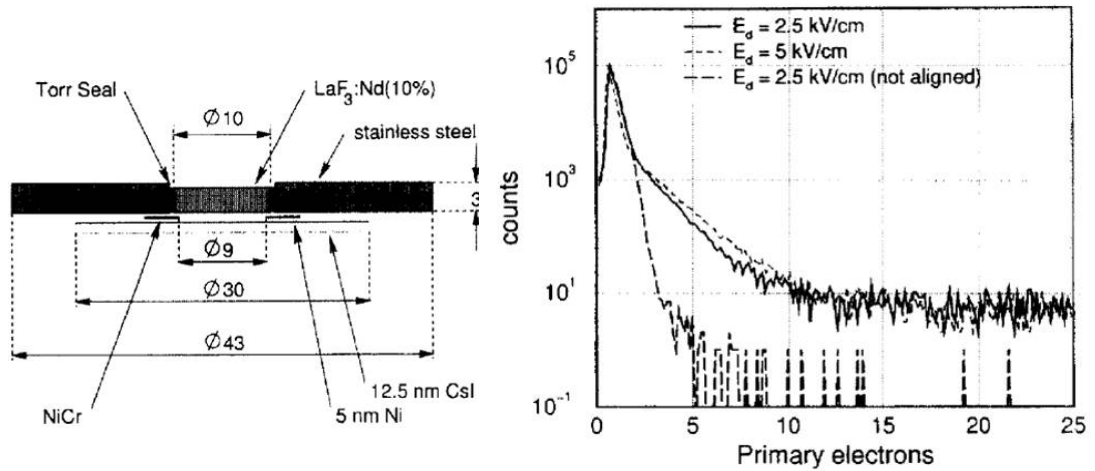 Torr Seal
LaF3:Nd(10%)
Ø10
stainless steel
3
Ø9
Ø30
Ø43
12.5 nm CsI
NiCr
5 nm Ni
Ed = 2.5 kV/cm
Ed = 5 kV/cm
Ed = 2.5 kV/cm (not aligned)
counts
10^5
10^3
10^1
10^-1
0 5 10 15 20 25
Primary electrons